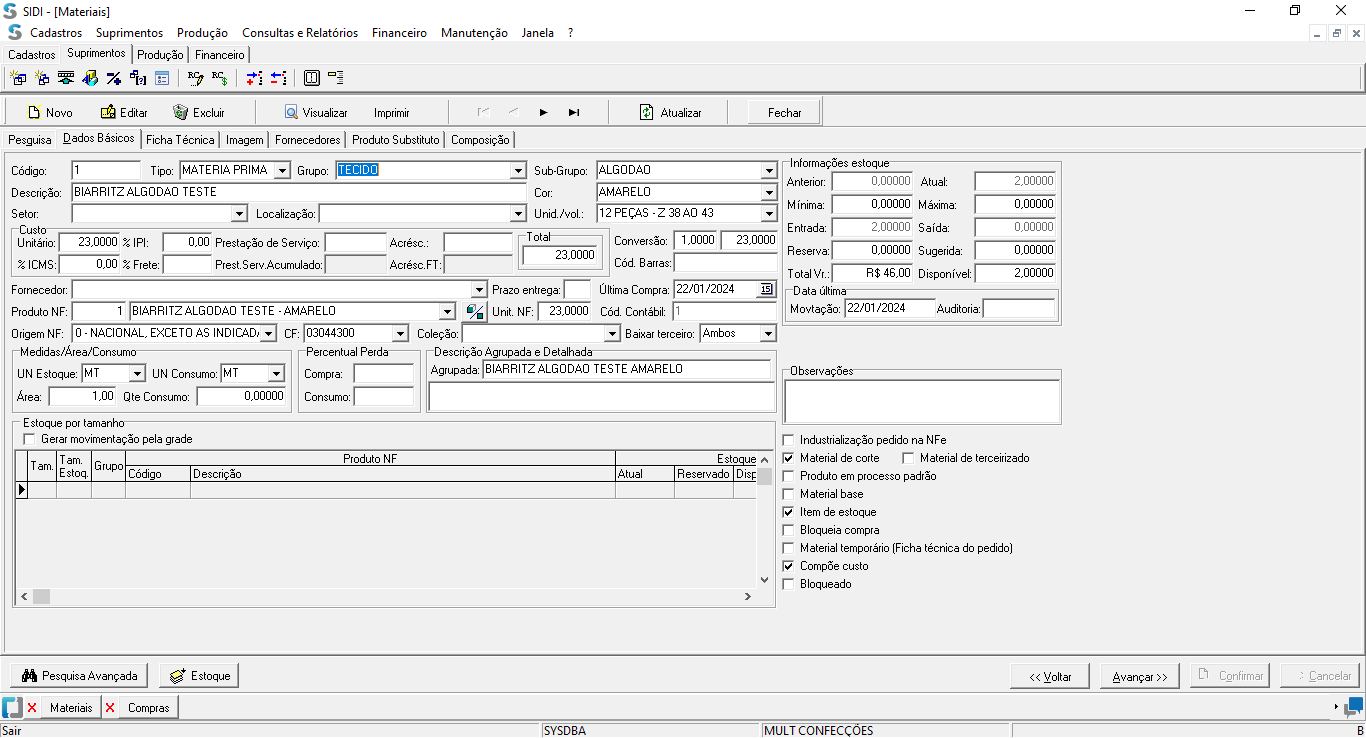 SIDI - [Materiais]
Cadastros Suprimentos Produção Consultas e Relatórios Financeiro Manutenção Janela ?
Cadastros Suprimentos Produção Financeiro
Novo Editar Excluir Visualizar Imprimir Atualizar Fechar
Pesquisa Dados Básicos Ficha Técnica Imagem Fornecedores Produto Substituto Composição
Código: 1 Tipo: MATERIA PRIMA Grupo: TECIDO Sub-Grupo: ALGODAO
Descrição: BIARRITZ ALGODAO TESTE Cor: AMARELO
Setor: Localização: Unid./vol.: 12 PEÇAS - Z 38 AO 43
Custo
Unitário: 23,0000 % IPI: 0,00 Prestação de Serviço: Acrésc.: Total 23,0000 Conversão: 1,0000 23,0000
% ICMS: 0,00 % Frete: Prest.Serv.Acumulado: Acrésc.FT: Cód. Barras:
Fornecedor: Prazo entrega: Última Compra: 22/01/2024 15
Produto NF: 1 BIARRITZ ALGODAO TESTE - AMARELO Unit. NF: 23,0000 Cód. Contábil: 1
Origem NF: 0 - NACIONAL, EXCETO AS INDICADA CF: 03044300 Coleção: Baixar terceiro: Ambos
Medidas/Área/Consumo
UN Estoque: MT UN Consumo: MT
Área: 1,00 Qte Consumo: 0,00000
Percentual Perda
Compra:
Consumo:
Descrição Agrupada e Detalhada
Agrupada: BIARRITZ ALGODAO TESTE AMARELO
Estoque por tamanho
Gerar movimentação pela grade
Tam. Tam. Estoq. Grupo Produto NF Estoque
Código Descrição Atual Reservado Disp
Informações estoque
Anterior: 0,00000 Atual: 2,00000
Mínima: 0,00000 Máxima: 0,00000
Entrada: 2,00000 Saída: 0,00000
Reserva: 0,00000 Sugerida: 0,00000
Total Vr.: R$ 46,00 Disponível: 2,00000
Data última
Movtação: 22/01/2024 Auditoria:
Observações
Industrialização pedido na NFe
Material de corte Material de terceirizado
Produto em processo padrão
Material base
Item de estoque
Bloqueia compra
Material temporário (Ficha técnica do pedido)
Compõe custo
Bloqueado
Pesquisa Avançada Estoque << Voltar Avançar >> Confirmar Cancelar
Materiais Compras
Sair SYSDBA MULT CONFECÇÕES B